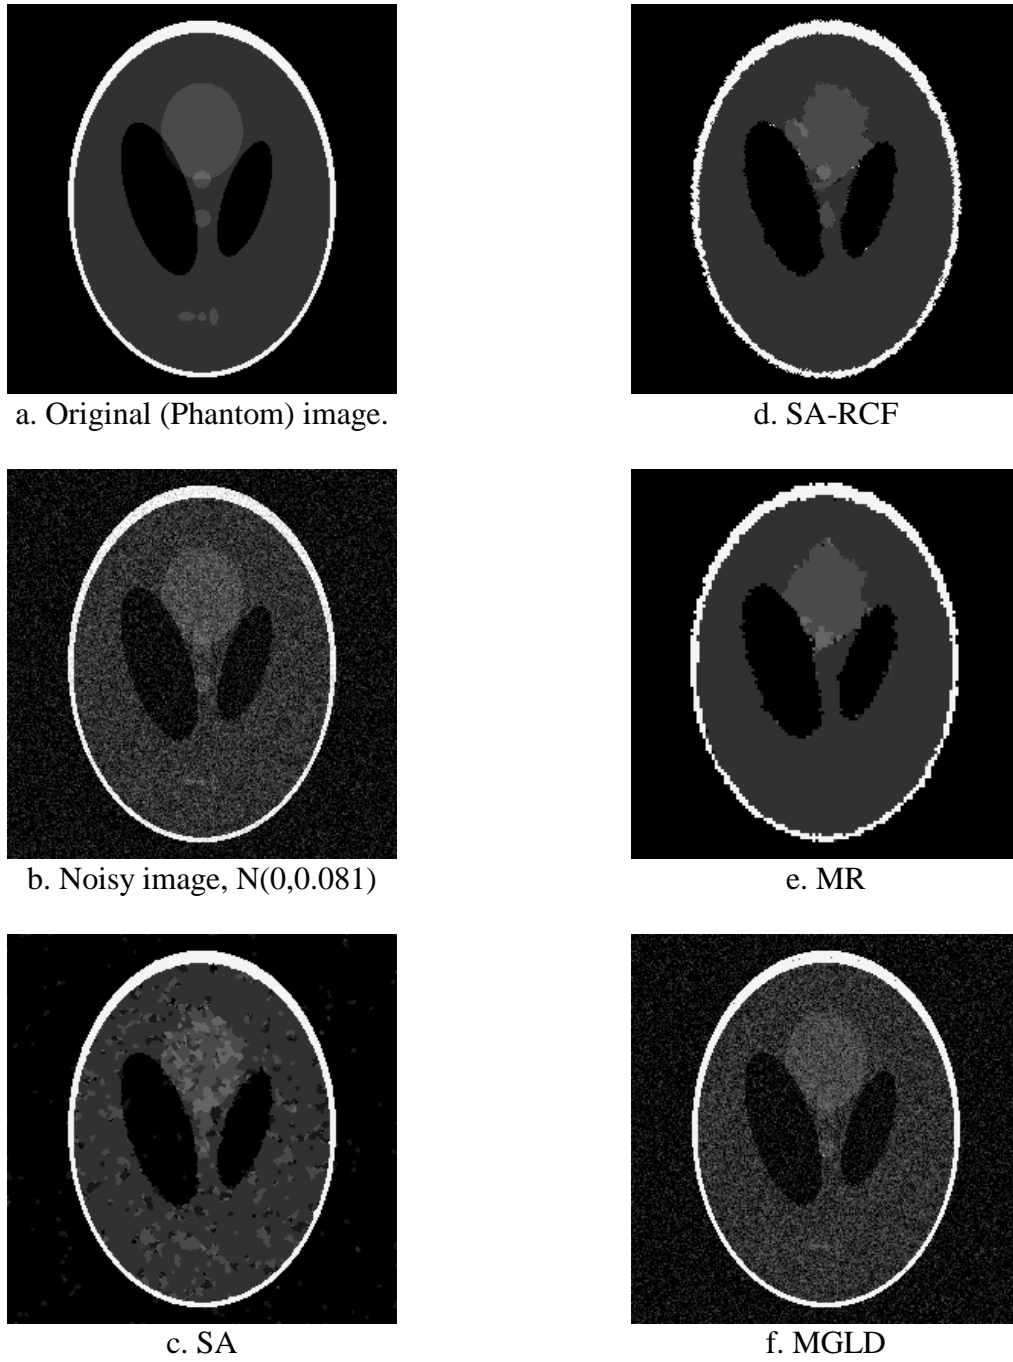 a. Original (Phantom) image.
d. SA-RCF
b. Noisy image, N(0,0.081)
e. MR
c. SA
f. MGLD